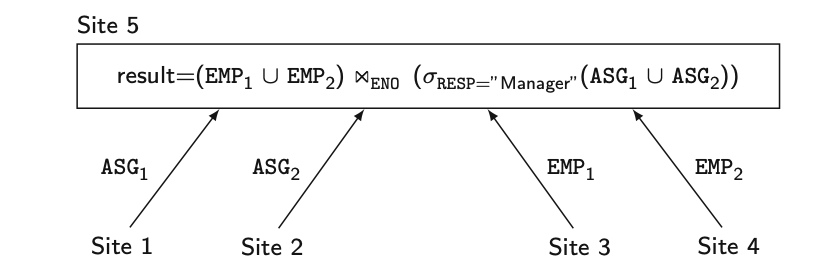 Site 5
result=(EMP₁ ∪ EMP₂) ⋈ENO (σRESP="Manager"(ASG₁ ∪ ASG₂))
ASG₁ ASG₂ EMP₁ EMP₂
Site 1 Site 2 Site 3 Site 4